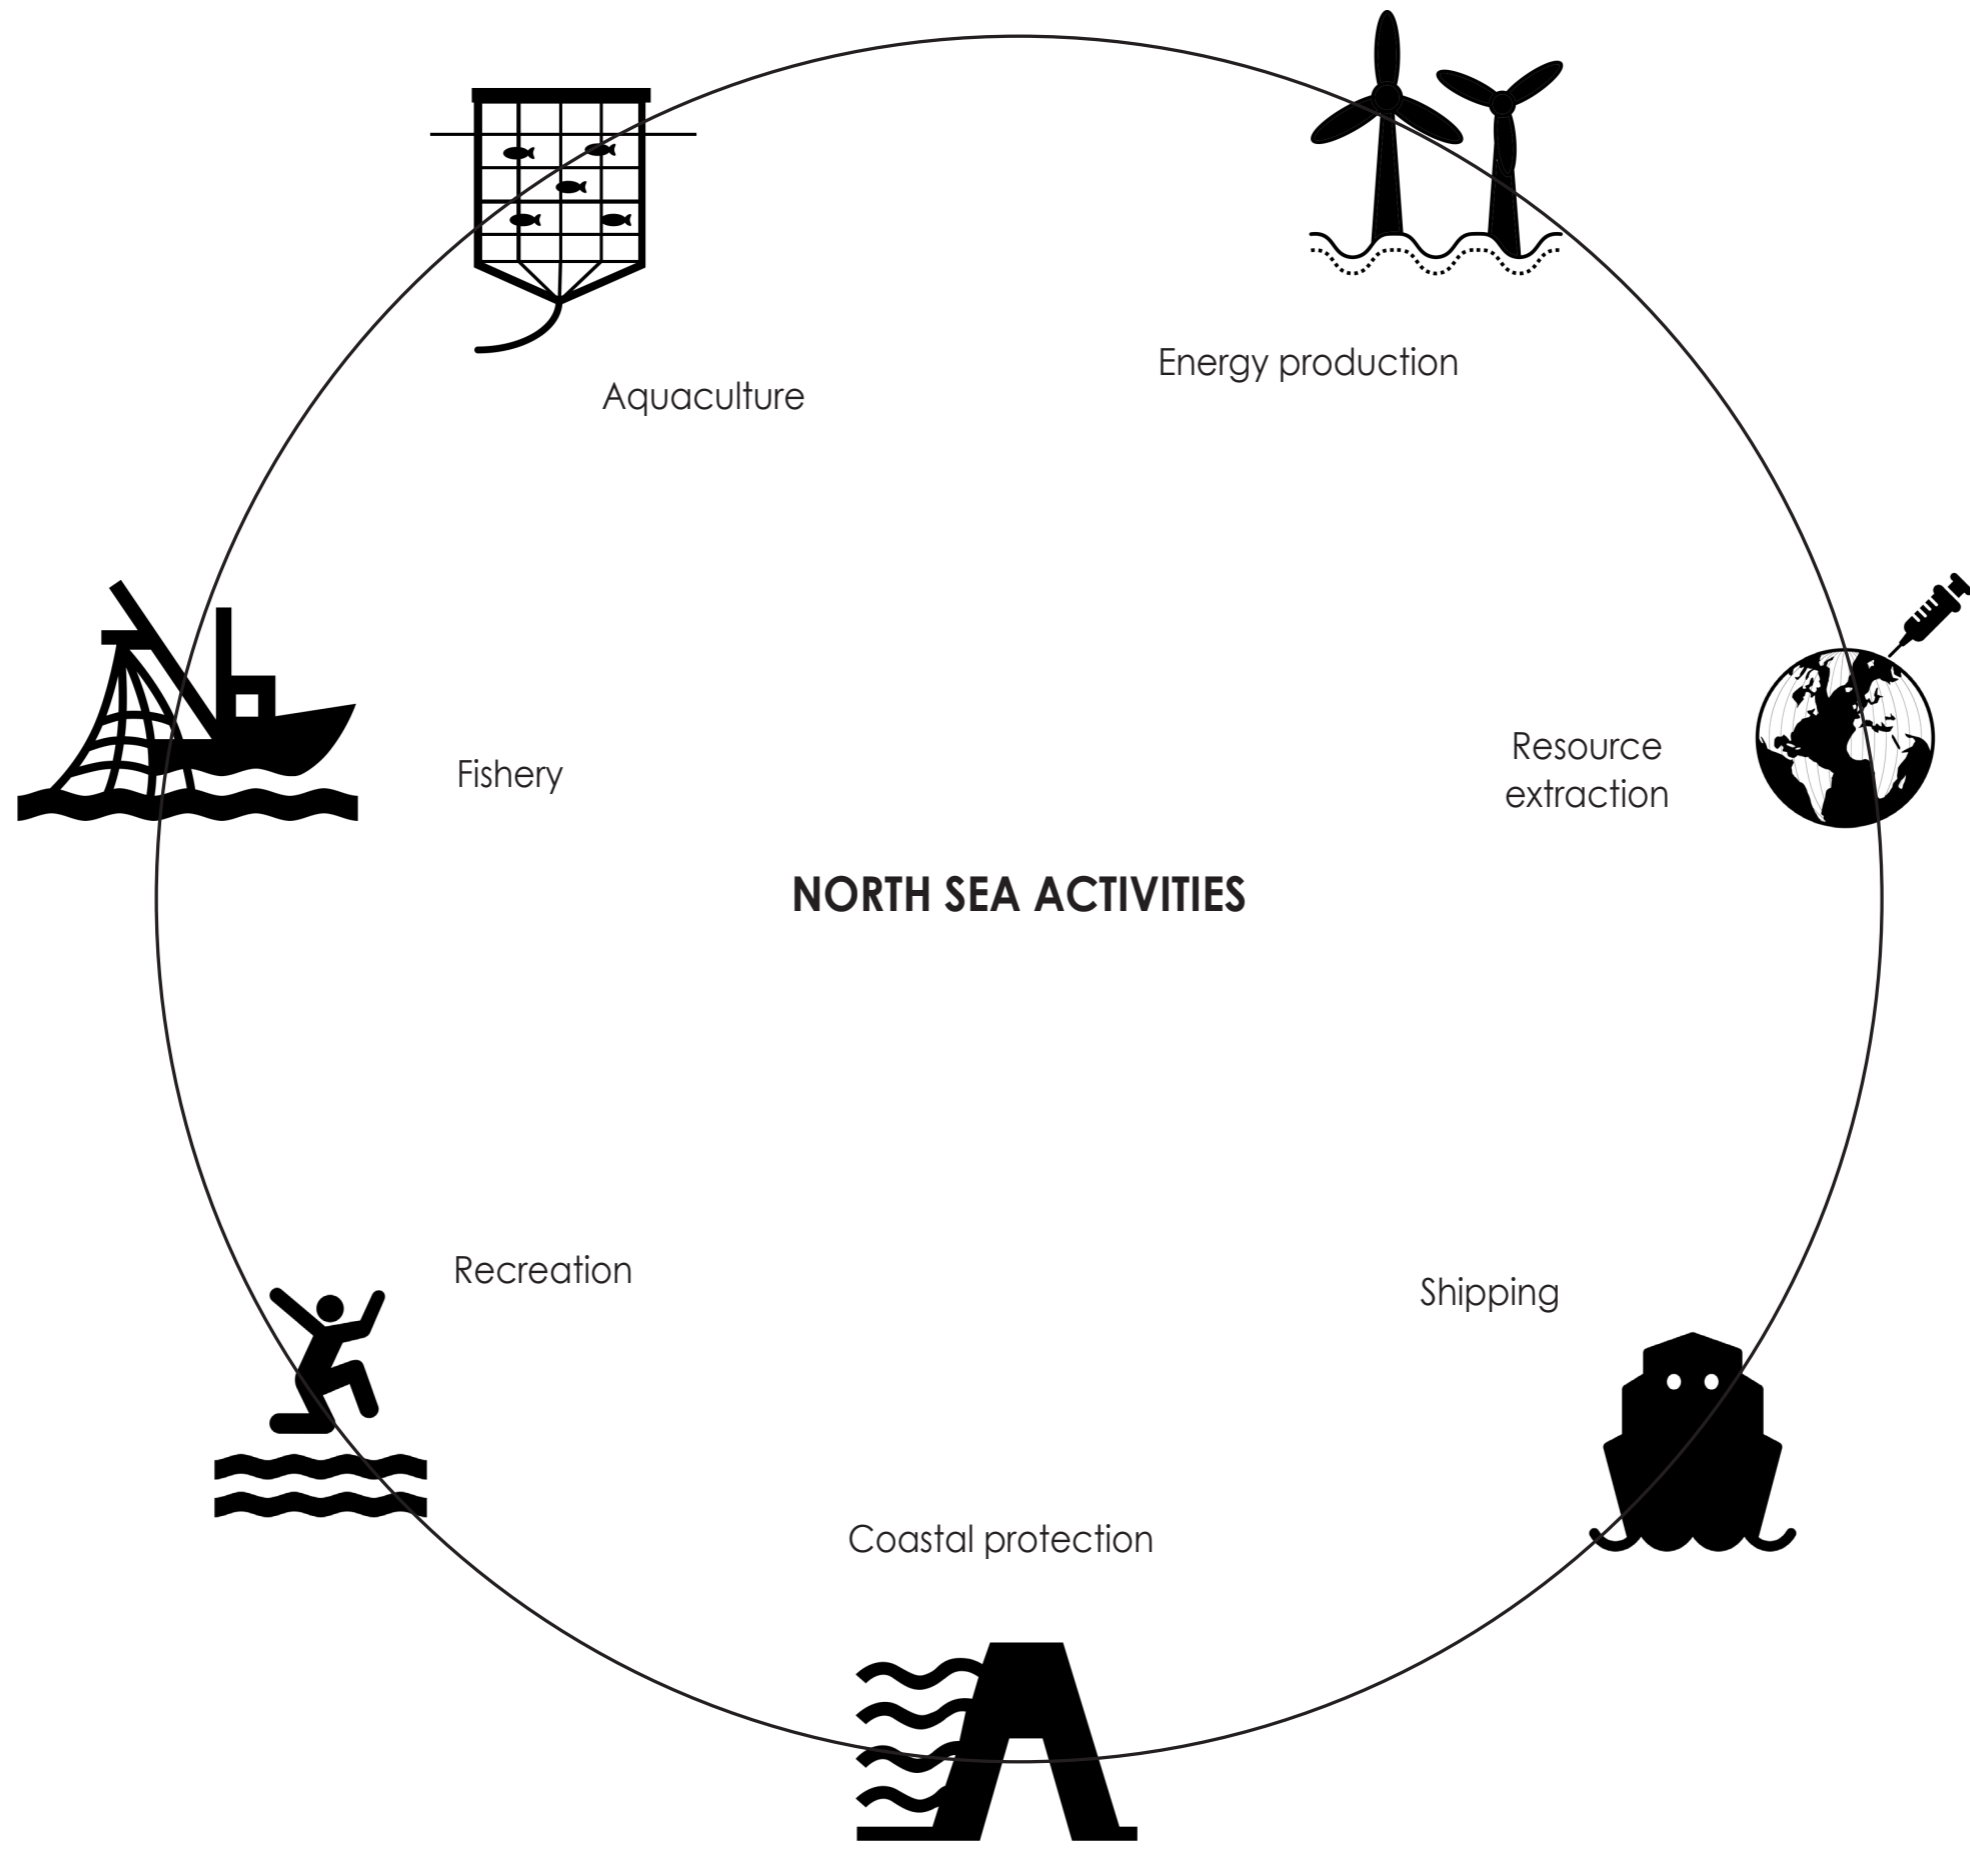 Energy production
Aquaculture
Resource
extraction
Fishery
NORTH SEA ACTIVITIES
Recreation
Shipping
Coastal protection